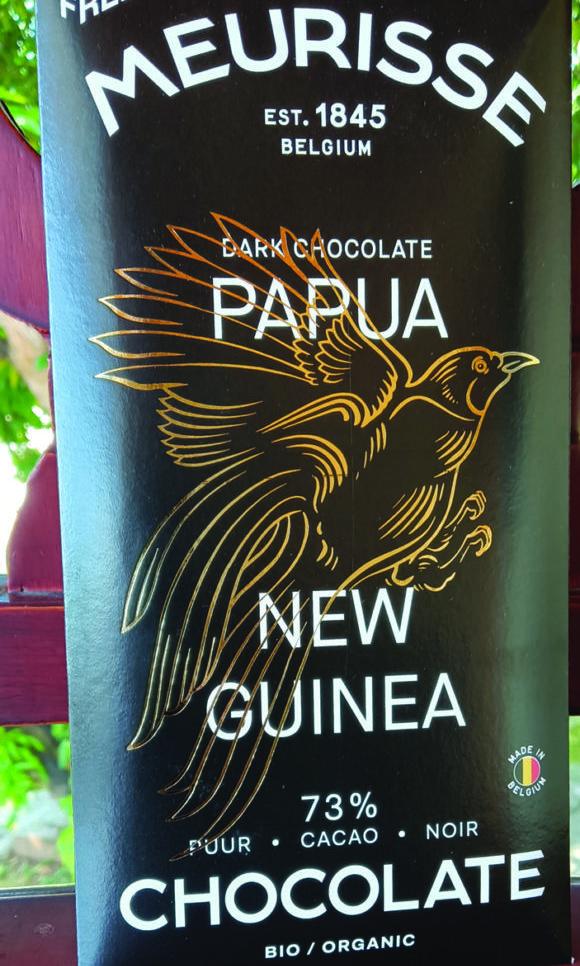 MEURISSE
EST. 1845
BELGIUM
DARK CHOCOLATE
PAPUA
NEW
GUINEA
MADE IN
BELGIUM
73%
PUUR • CACAO • NOIR
CHOCOLATE
BIO / ORGANIC